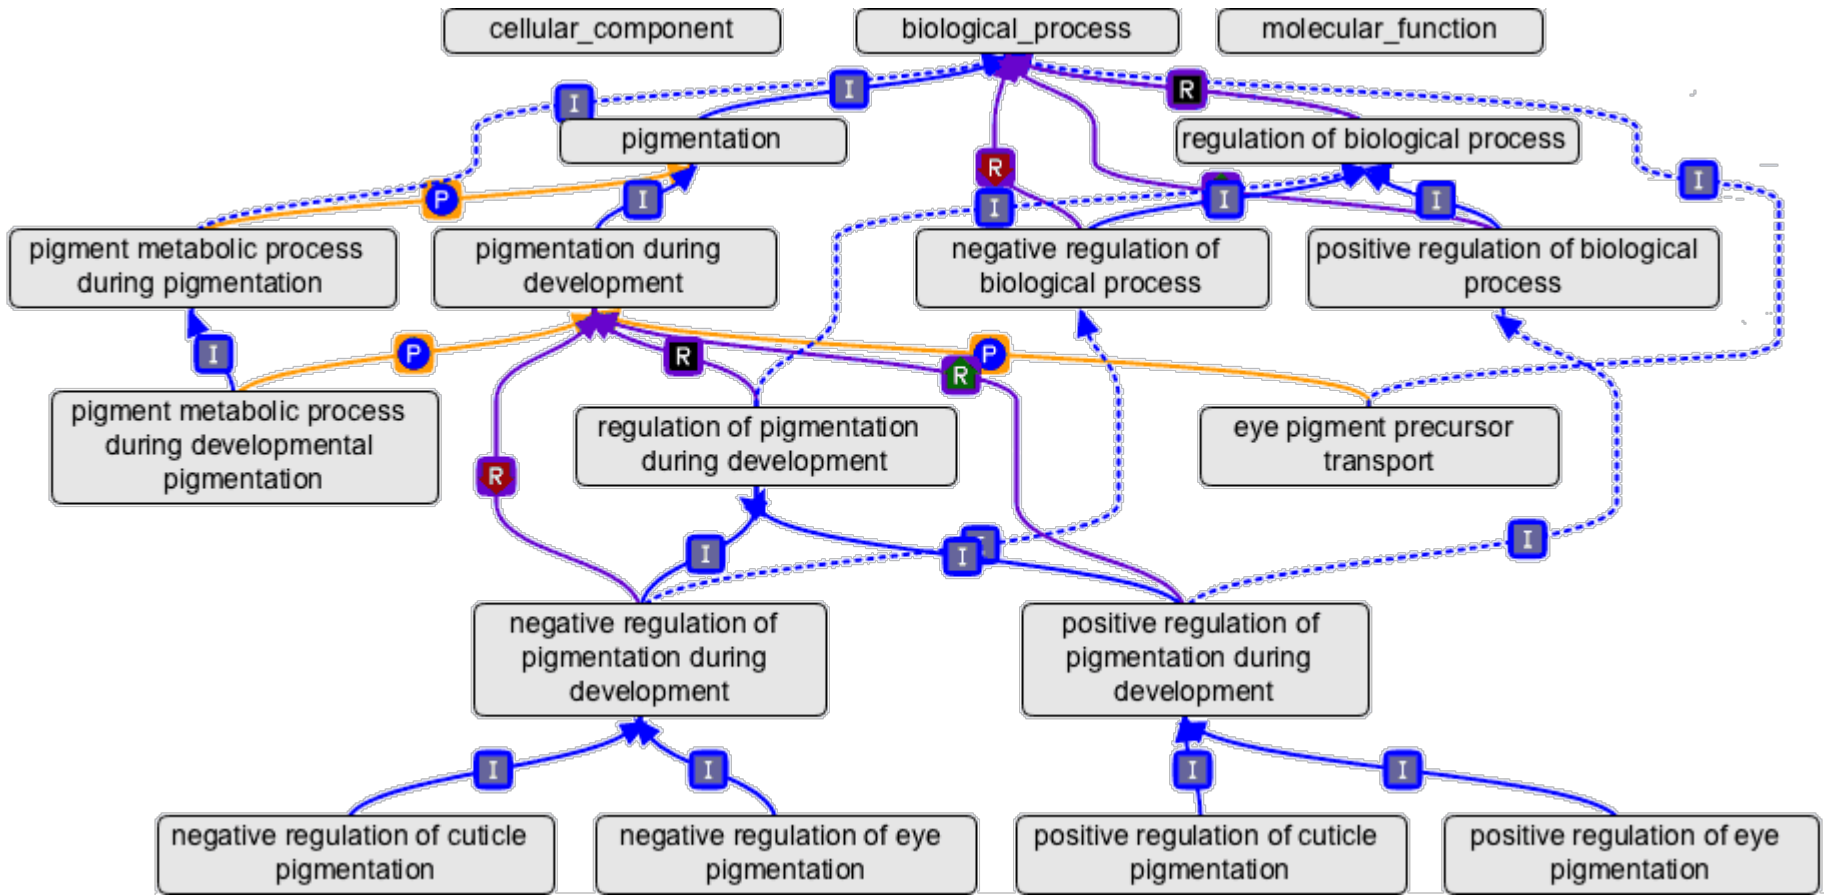 cellular_component
biological_process
molecular_function
I
I
R
pigmentation
regulation of biological process
R
I
P
I
I
I
I
pigment metabolic process
during pigmentation
pigmentation during
development
negative regulation of
biological process
positive regulation of biological
process
I
P
R
P
R
pigment metabolic process
during developmental
pigmentation
regulation of pigmentation
during development
eye pigment precursor
transport
R
I
I
I
I
negative regulation of
pigmentation during
development
positive regulation of
pigmentation during
development
I
I
I
I
negative regulation of cuticle
pigmentation
negative regulation of eye
pigmentation
positive regulation of cuticle
pigmentation
positive regulation of eye
pigmentation